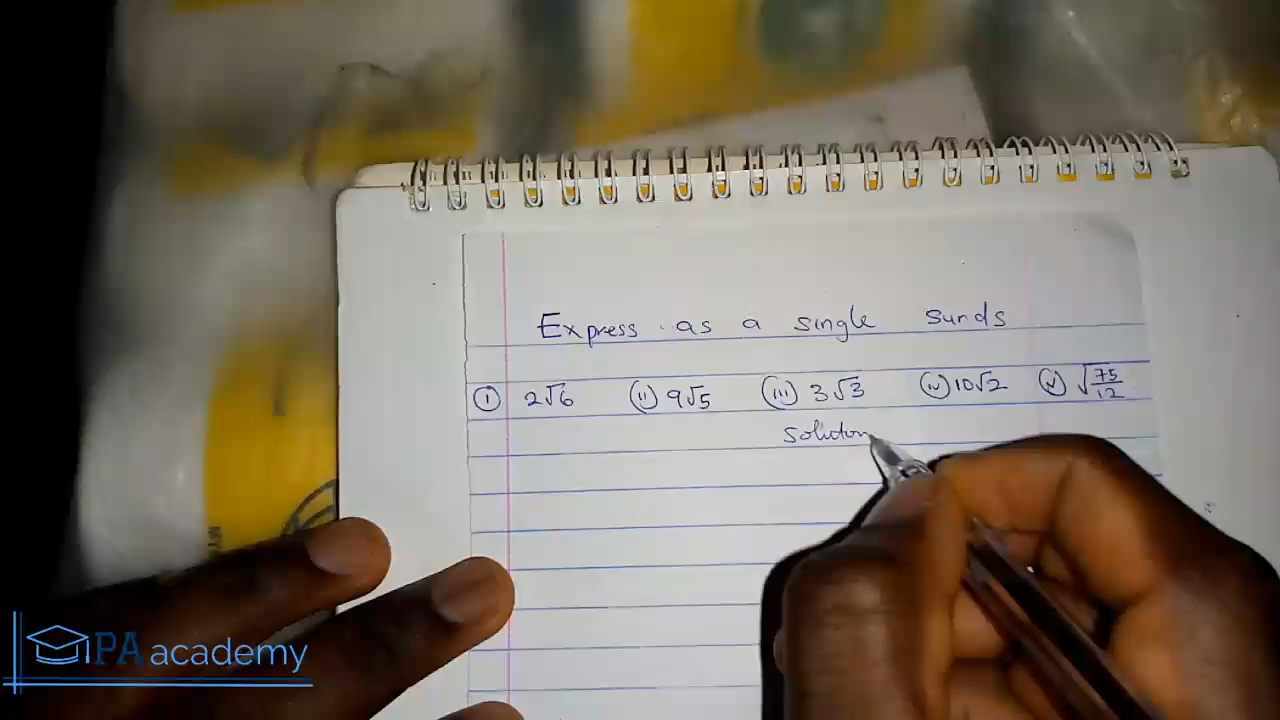 Express as a single surds
(i) 2√6 (ii) 9√5 (iii) 3√3 (iv) 10√2 (v) √75/12
Solution
PA academy